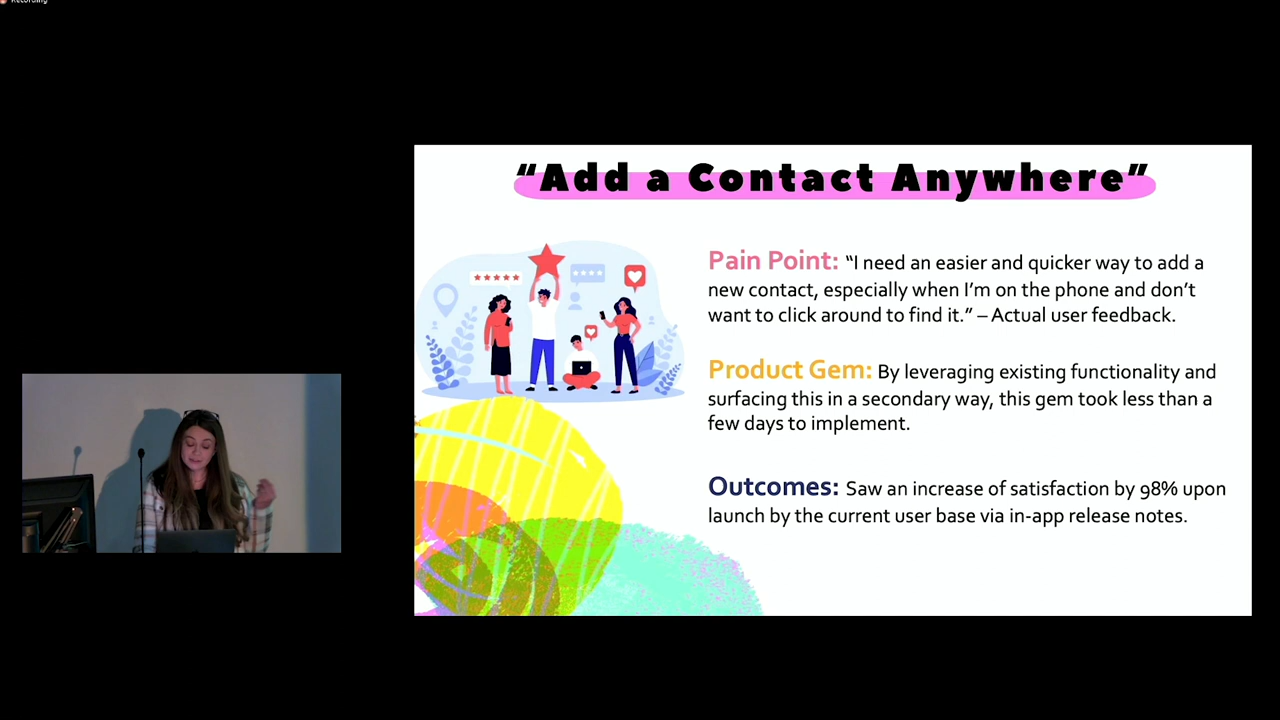 Recording
“Add a Contact Anywhere”
Pain Point: “I need an easier and quicker way to add a
new contact, especially when I’m on the phone and don’t
want to click around to find it.” – Actual user feedback.
Product Gem: By leveraging existing functionality and
surfacing this in a secondary way, this gem took less than a
few days to implement.
Outcomes: Saw an increase of satisfaction by 98% upon
launch by the current user base via in-app release notes.